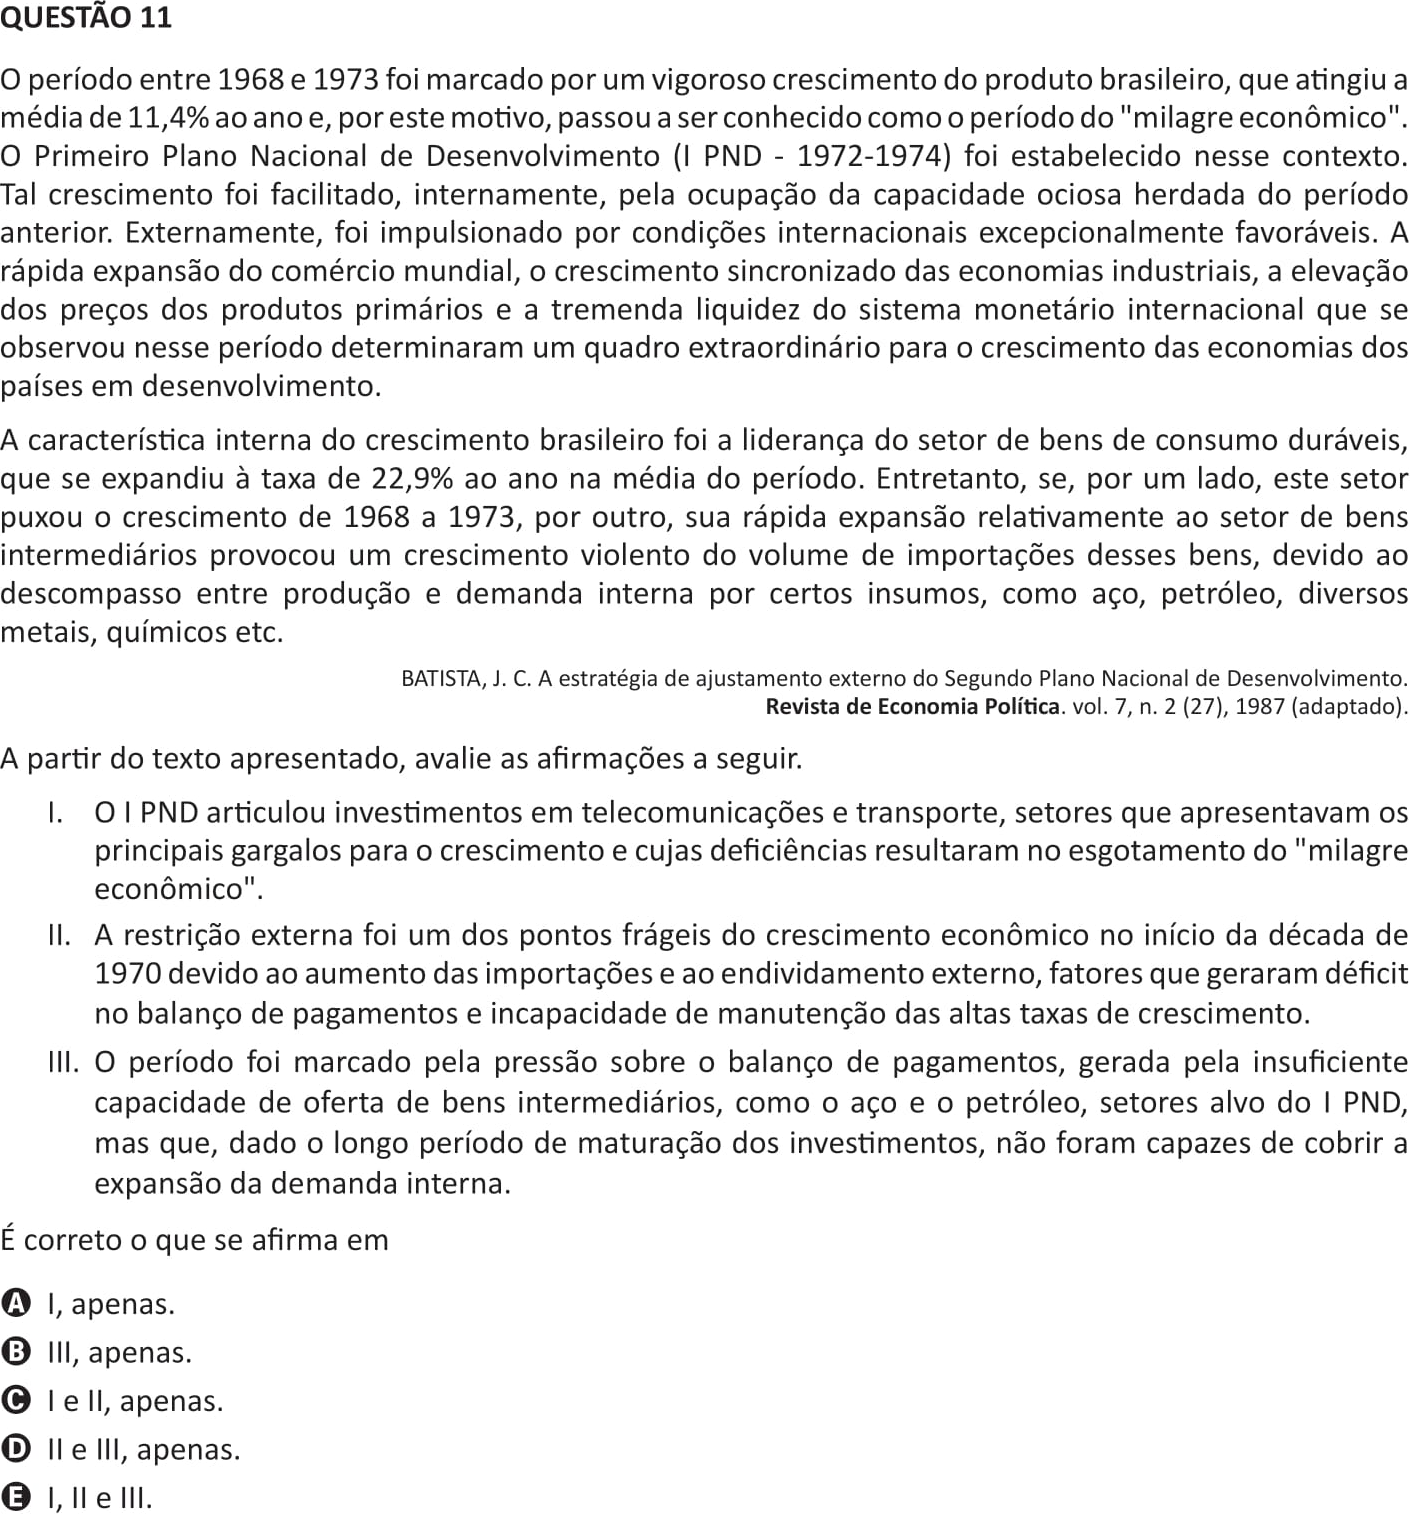 QUESTÃO 11
O período entre 1968 e 1973 foi marcado por um vigoroso crescimento do produto brasileiro, que atingiu a
média de 11,4% ao ano e, por este motivo, passou a ser conhecido como o período do "milagre econômico".
O Primeiro Plano Nacional de Desenvolvimento (I PND - 1972-1974) foi estabelecido nesse contexto.
Tal crescimento foi facilitado, internamente, pela ocupação da capacidade ociosa herdada do período
anterior. Externamente, foi impulsionado por condições internacionais excepcionalmente favoráveis. A
rápida expansão do comércio mundial, o crescimento sincronizado das economias industriais, a elevação
dos preços dos produtos primários e a tremenda liquidez do sistema monetário internacional que se
observou nesse período determinaram um quadro extraordinário para o crescimento das economias dos
países em desenvolvimento.
A característica interna do crescimento brasileiro foi a liderança do setor de bens de consumo duráveis,
que se expandiu à taxa de 22,9% ao ano na média do período. Entretanto, se, por um lado, este setor
puxou o crescimento de 1968 a 1973, por outro, sua rápida expansão relativamente ao setor de bens
intermediários provocou um crescimento violento do volume de importações desses bens, devido ao
descompasso entre produção e demanda interna por certos insumos, como aço, petróleo, diversos
metais, químicos etc.
BATISTA, J. C. A estratégia de ajustamento externo do Segundo Plano Nacional de Desenvolvimento.
Revista de Economia Política. vol. 7, n. 2 (27), 1987 (adaptado).
A partir do texto apresentado, avalie as afirmações a seguir.
I. O I PND articulou investimentos em telecomunicações e transporte, setores que apresentavam os
principais gargalos para o crescimento e cujas deficiências resultaram no esgotamento do "milagre
econômico".
II. A restrição externa foi um dos pontos frágeis do crescimento econômico no início da década de
1970 devido ao aumento das importações e ao endividamento externo, fatores que geraram déficit
no balanço de pagamentos e incapacidade de manutenção das altas taxas de crescimento.
III. O período foi marcado pela pressão sobre o balanço de pagamentos, gerada pela insuficiente
capacidade de oferta de bens intermediários, como o aço e o petróleo, setores alvo do I PND,
mas que, dado o longo período de maturação dos investimentos, não foram capazes de cobrir a
expansão da demanda interna.
É correto o que se afirma em
A I, apenas.
B III, apenas.
C I e II, apenas.
D II e III, apenas.
E I, II e III.